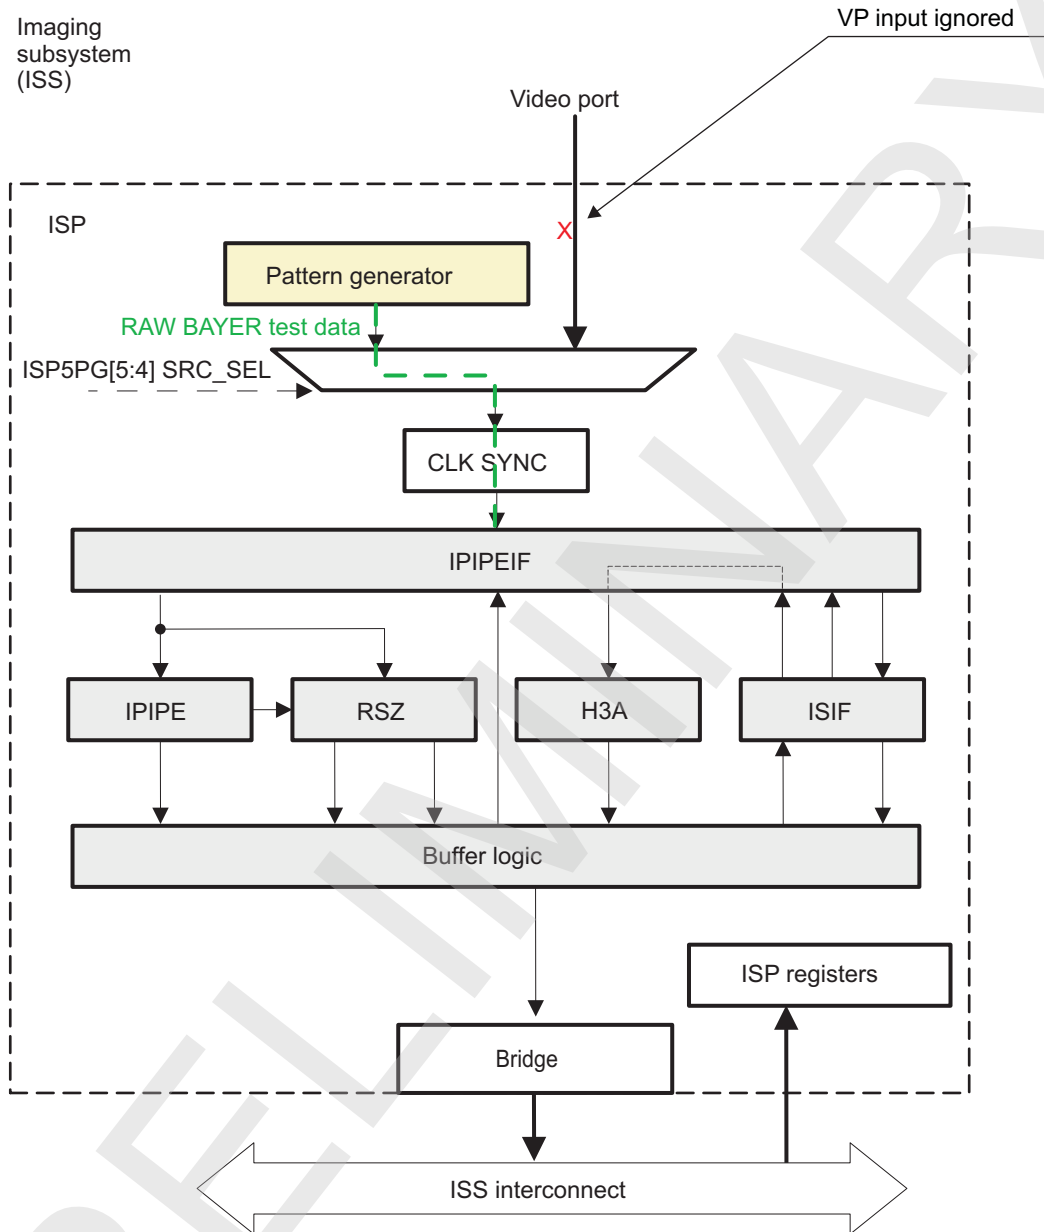 Imaging
subsystem
(ISS)
VP input ignored
Video port
ISP
X
Pattern generator
RAW BAYER test data
ISP5PG[5:4] SRC_SEL
CLK SYNC
IPIPEIF
IPIPE
RSZ
H3A
ISIF
Buffer logic
ISP registers
Bridge
ISS interconnect
PRELIMINARY